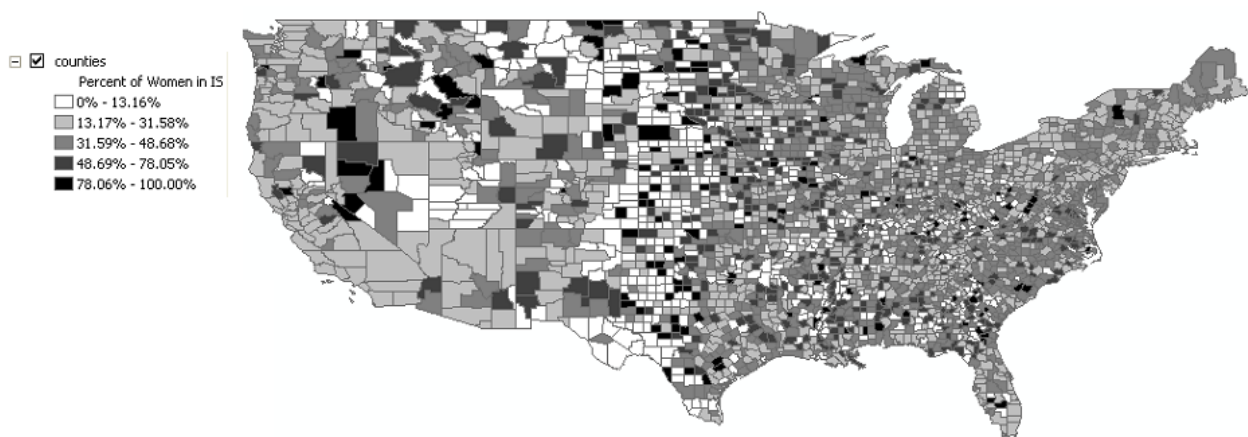 counties
Percent of Women in IS
0% - 13.16%
13.17% - 31.58%
31.59% - 48.68%
48.69% - 78.05%
78.06% - 100.00%